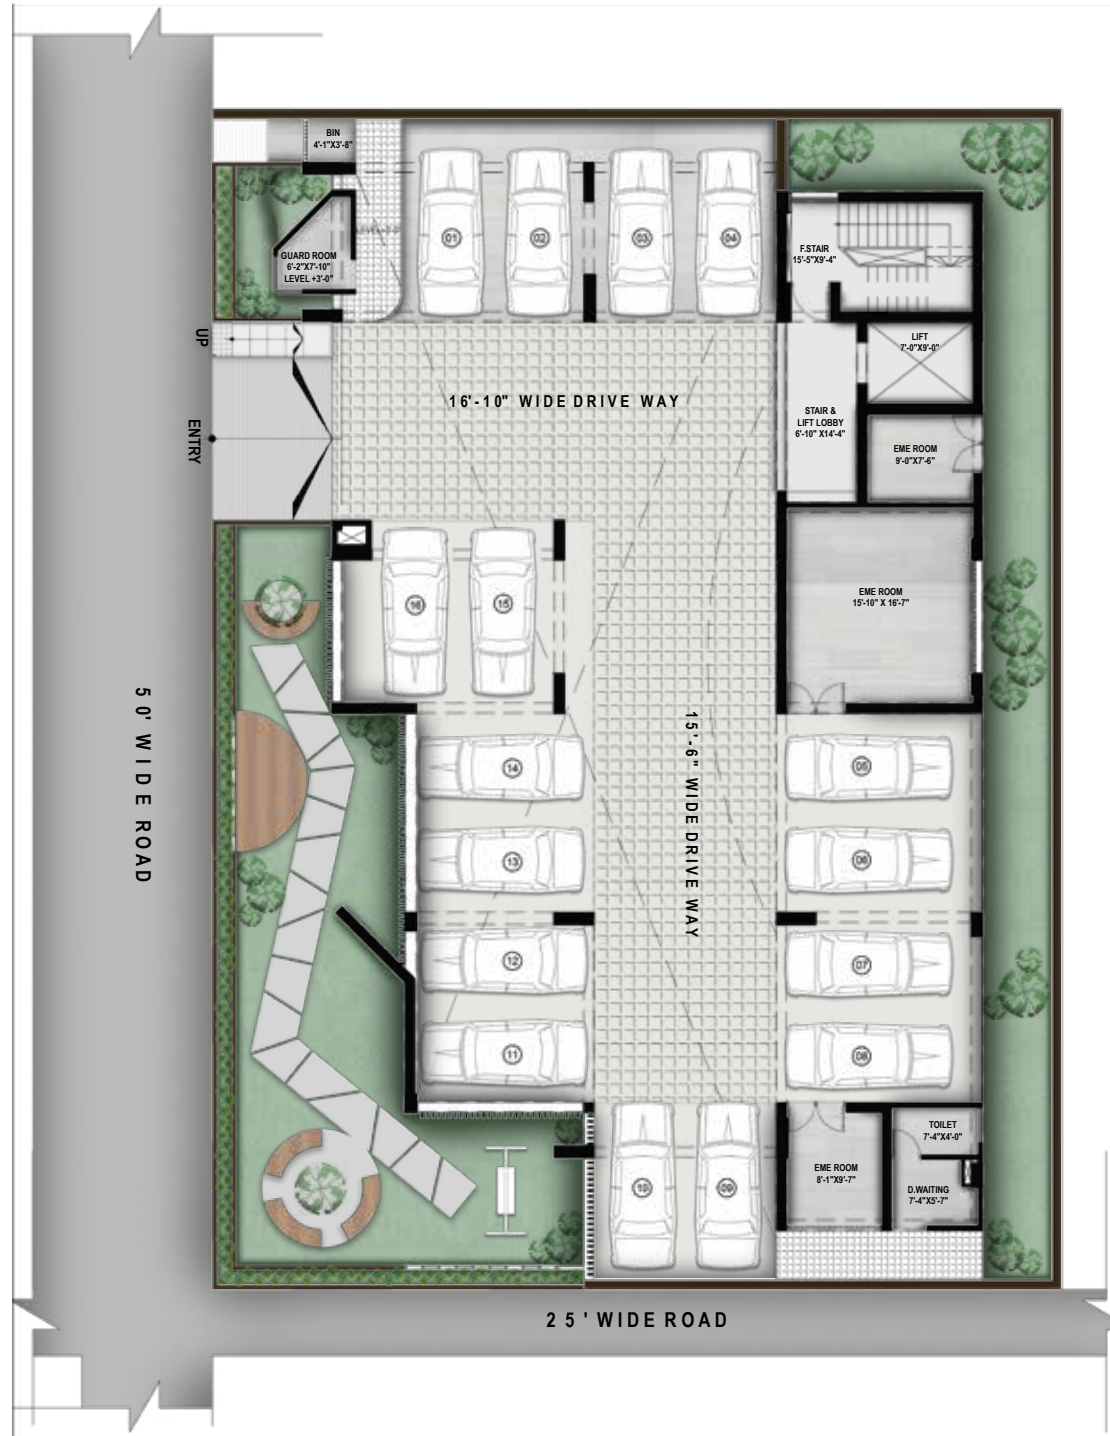 BIN
4'-1"X3'-8"
01
02
03
04
F.STAIR
15'-5"X9'-4"
GUARD ROOM
6'-2"X7'-10"
LEVEL +3'-0"
UP
LIFT
7'-0"X9'-0"
16'-10" WIDE DRIVE WAY
STAIR &
LIFT LOBBY
6'-10" X14'-4"
ENTRY
EME ROOM
9'-0"X7'-6"
16
15
EME ROOM
15'-10" X 16'-7"
50' WIDE ROAD
15'-6" WIDE DRIVE WAY
14
05
13
06
12
07
11
08
TOILET
7'-4"X4'-0"
EME ROOM
8'-1"X9'-7"
D.WAITING
7'-4"X5'-7"
10
09
25' WIDE ROAD